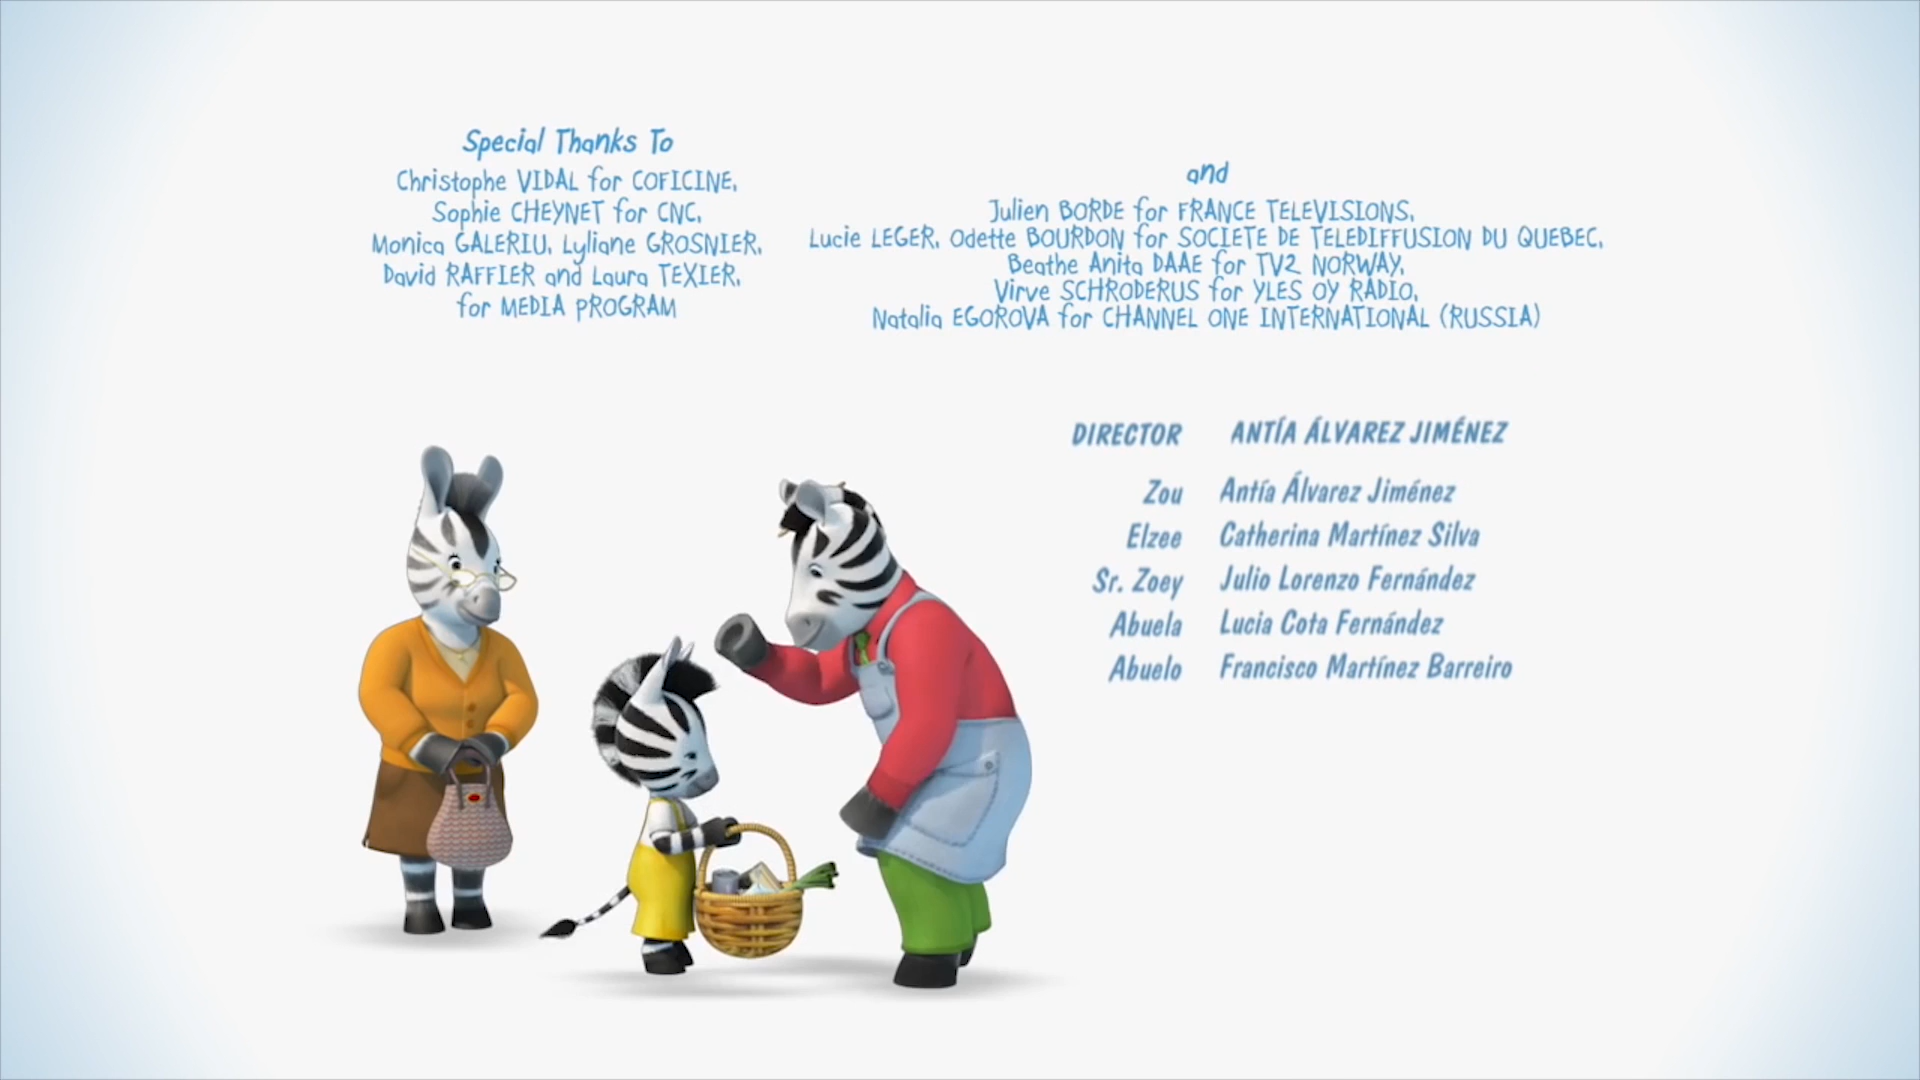 Special Thanks To
Christophe VIDAL for COFICINE,
Sophie CHEYNET for CNC,
Monica GALERIU, Lyliane GROSNIER,
David RAFFIER and Laura TEXIER,
for MEDIA PROGRAM
and
Julien BORDE for FRANCE TELEVISIONS,
Lucie LEGER, Odette BOURDON for SOCIETE DE TELEDIFFUSION DU QUEBEC,
Beathe Anita DAAE for TV2 NORWAY,
Virve SCHRODERUS for YLES OY RADIO,
Natalia EGOROVA for CHANNEL ONE INTERNATIONAL (RUSSIA)
DIRECTOR ANTÍA ÁLVAREZ JIMÉNEZ
Zou Antía Álvarez Jiménez
Elzee Catherina Martínez Silva
Sr. Zoey Julio Lorenzo Fernández
Abuela Lucia Cota Fernández
Abuelo Francisco Martínez Barreiro